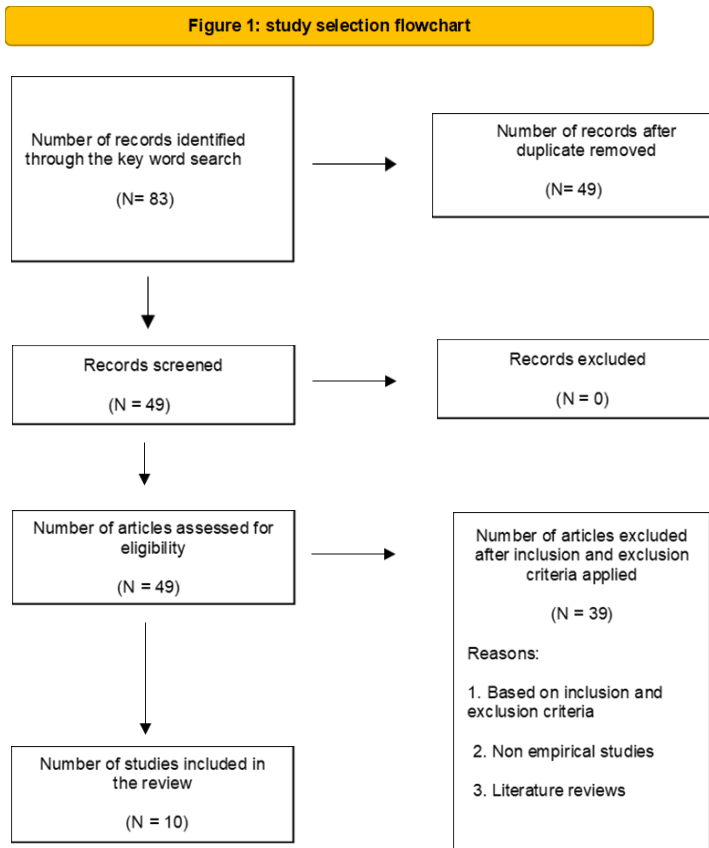 Figure 1: study selection flowchart
Number of records identified
through the key word search
(N= 83)
Number of records after
duplicate removed
(N= 49)
Records screened
(N = 49)
Records excluded
(N = 0)
Number of articles assessed for
eligibility
(N = 49)
Number of articles excluded
after inclusion and exclusion
criteria applied
(N = 39)
Reasons:
1. Based on inclusion and
exclusion criteria
2. Non empirical studies
3. Literature reviews
Number of studies included in
the review
(N = 10)